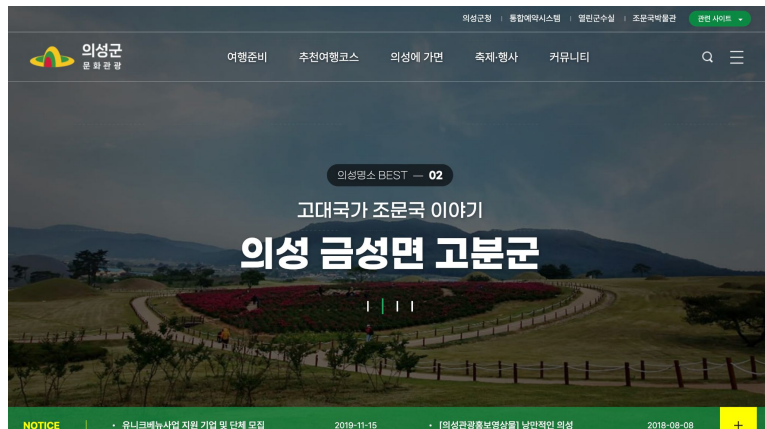 의성군청 통합예약시스템 열린군수실 조문국박물관 관련 사이트
의성군
문화관광
여행준비 추천여행코스 의성에 가면 축제·행사 커뮤니티
의성명소 BEST — 02
고대국가 조문국 이야기
의성 금성면 고분군
NOTICE • 유니크베뉴사업 지원 기업 및 단체 모집 2019-11-15 • [의성관광홍보영상물] 낭만적인 의성 2018-08-08 +